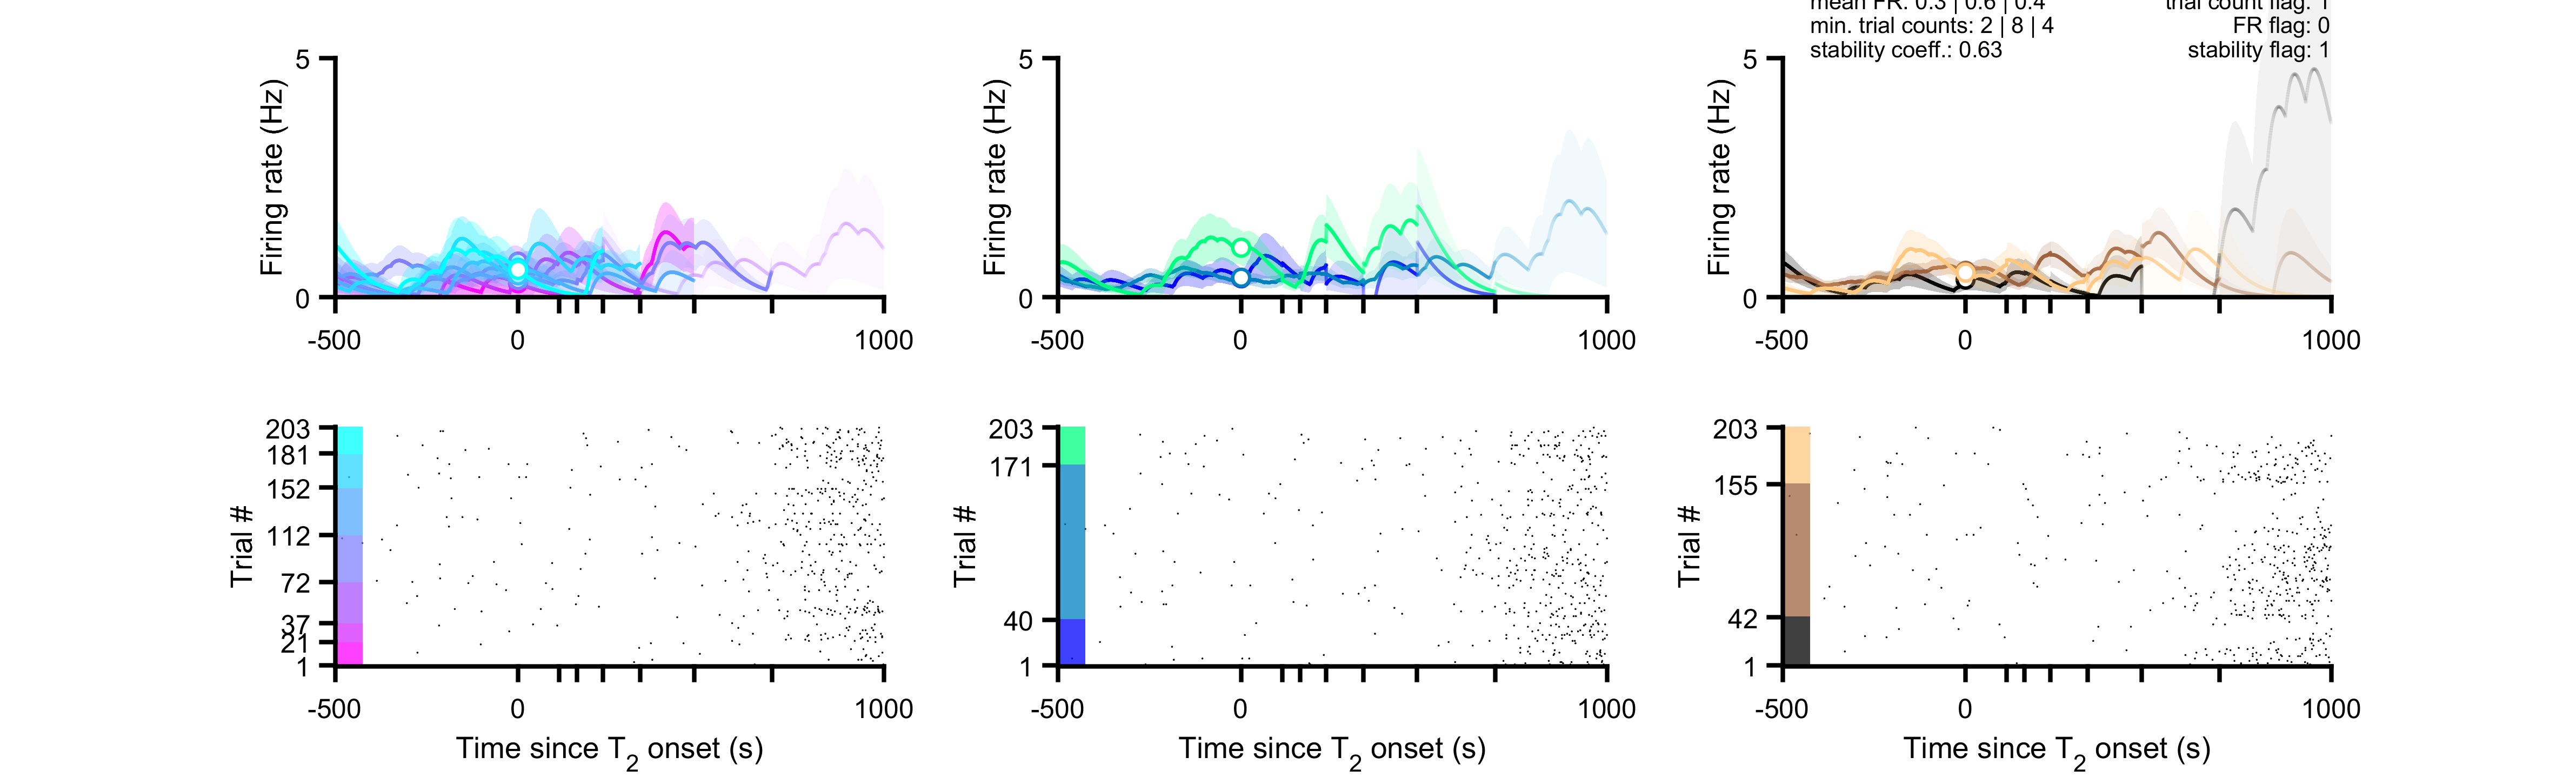 mean FR: 0.3 | 0.6 | 0.4 trial count flag: 1
min. trial counts: 2 | 8 | 4 FR flag: 0
stability coeff.: 0.63 stability flag: 1
5 5 5
Firing rate (Hz) Firing rate (Hz) Firing rate (Hz)
0 0 0
-500 0 1000 -500 0 1000 -500 0 1000
203 203 203
181 171 155
152
112
72
37 40 42
21
1 1 1
Trial # Trial # Trial #
-500 0 1000 -500 0 1000 -500 0 1000
Time since T2 onset (s) Time since T2 onset (s) Time since T2 onset (s)